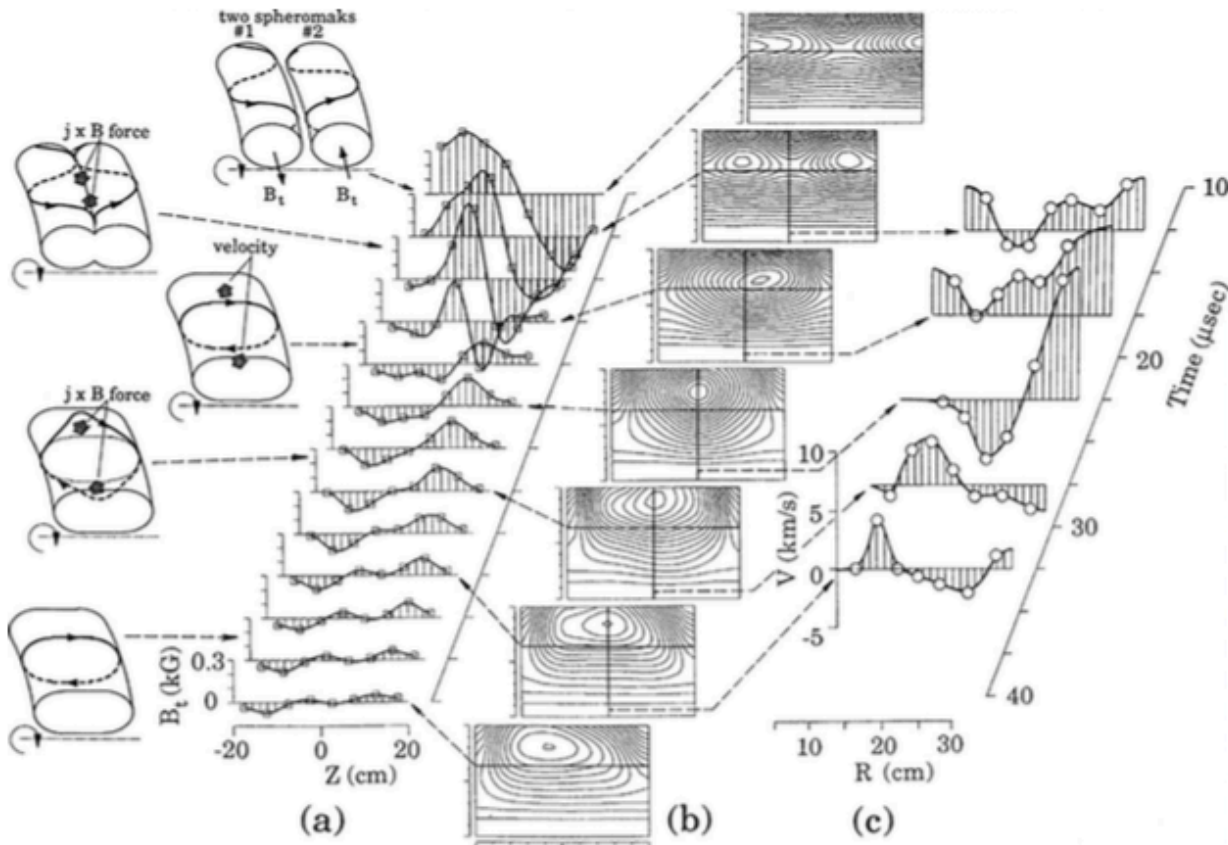 two spheromaks
#1 #2
j x B force
B_t B_t
velocity
j x B force
B_t (kG)
0.3
0
-20 0 20
Z (cm)
(a)
(b)
V (km/s)
10
5
0
-5
10 20 30
R (cm)
(c)
Time (μsec)
10
20
30
40